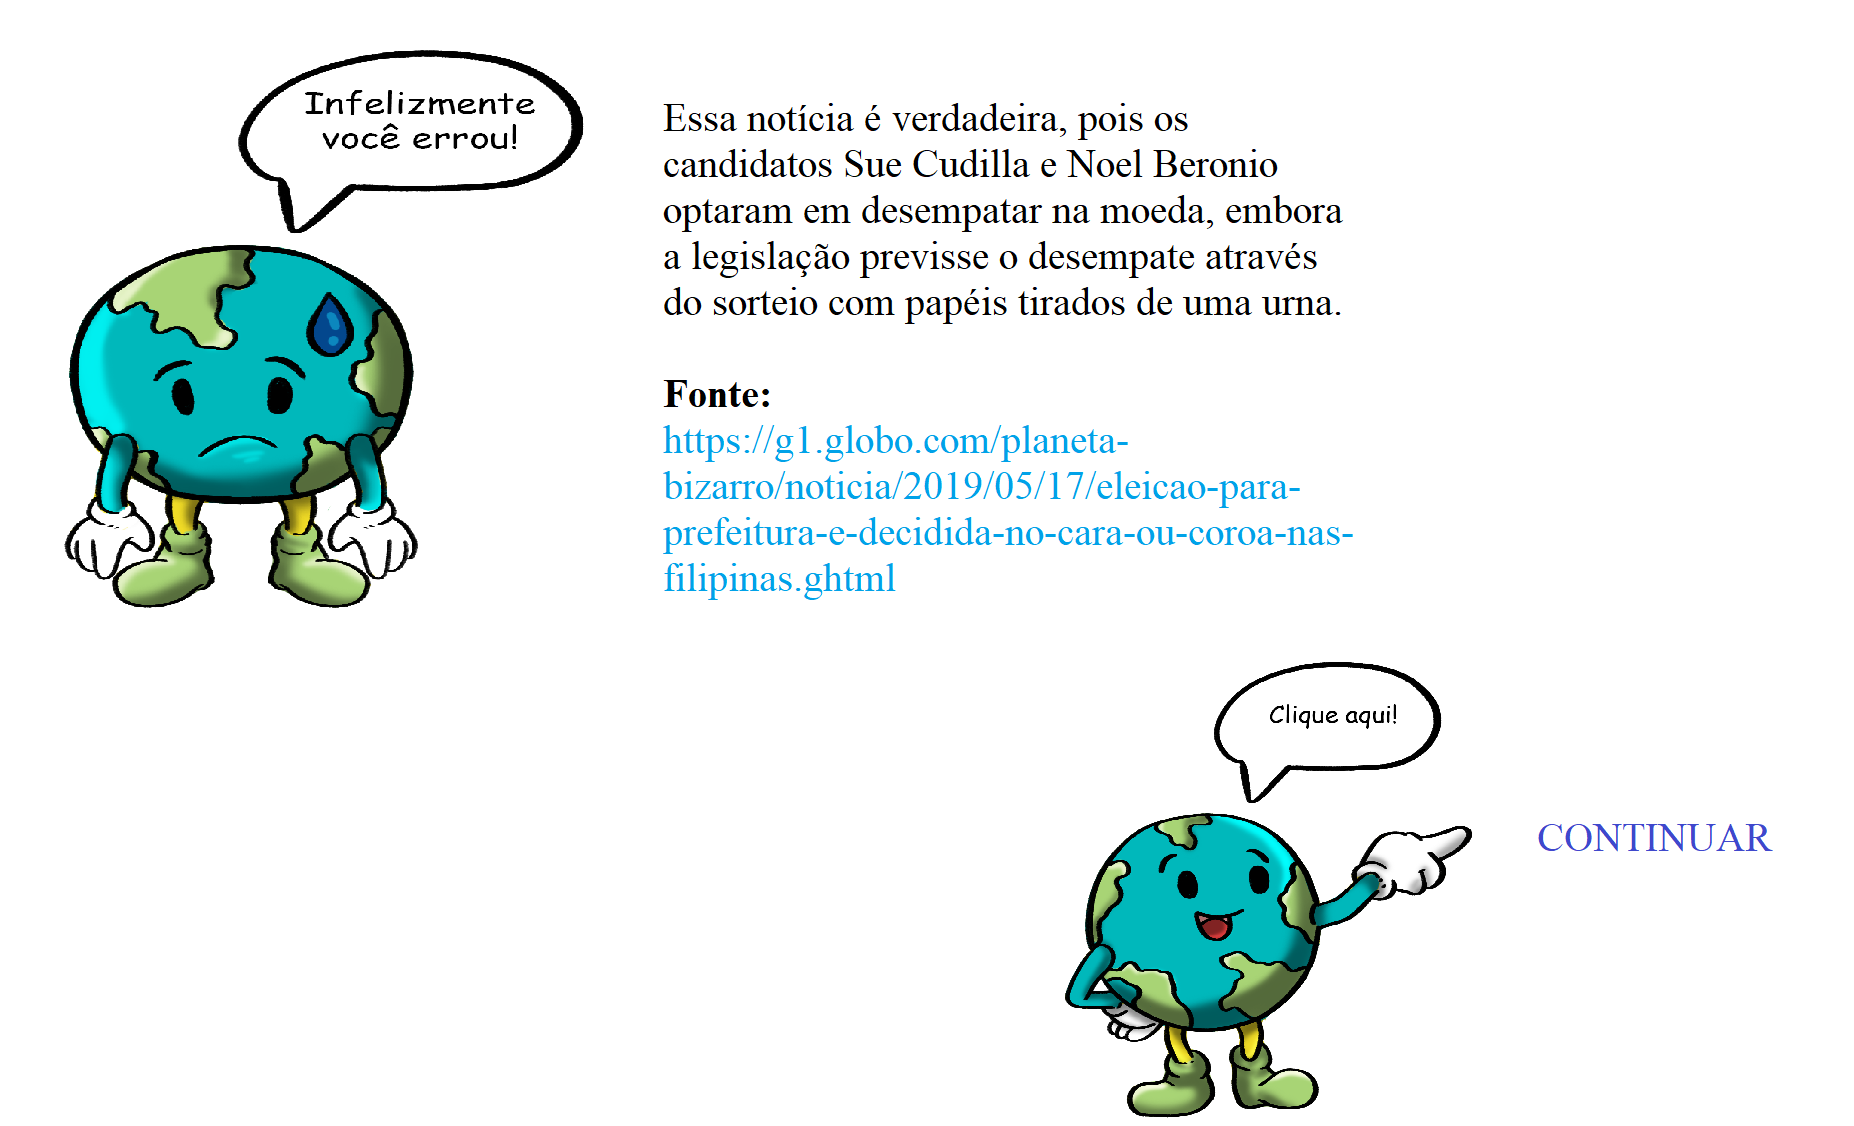 Infelizmente
você errou!
Essa notícia é verdadeira, pois os
candidatos Sue Cudilla e Noel Beronio
optaram em desempatar na moeda, embora
a legislação previsse o desempate através
do sorteio com papéis tirados de uma urna.
Fonte:
https://g1.globo.com/planeta-
bizarro/noticia/2019/05/17/eleicao-para-
prefeitura-e-decidida-no-cara-ou-coroa-nas-
filipinas.ghtml
Clique aqui!
CONTINUAR